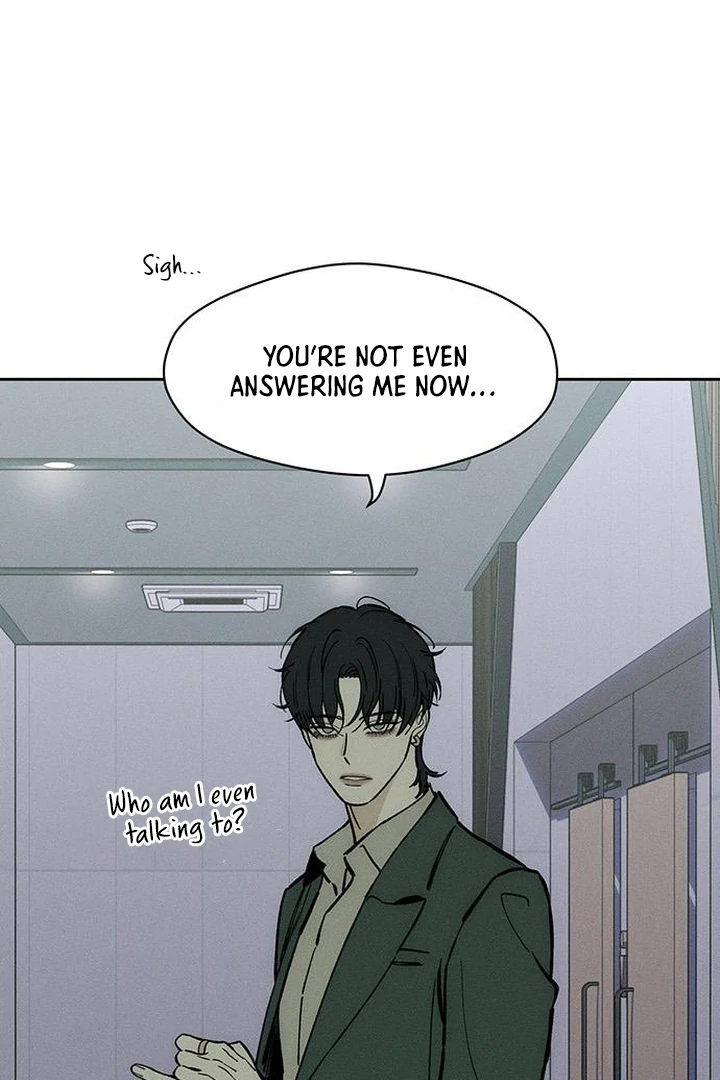 Sigh...
YOU'RE NOT EVEN
ANSWERING ME NOW...
Who am I even
talking to?